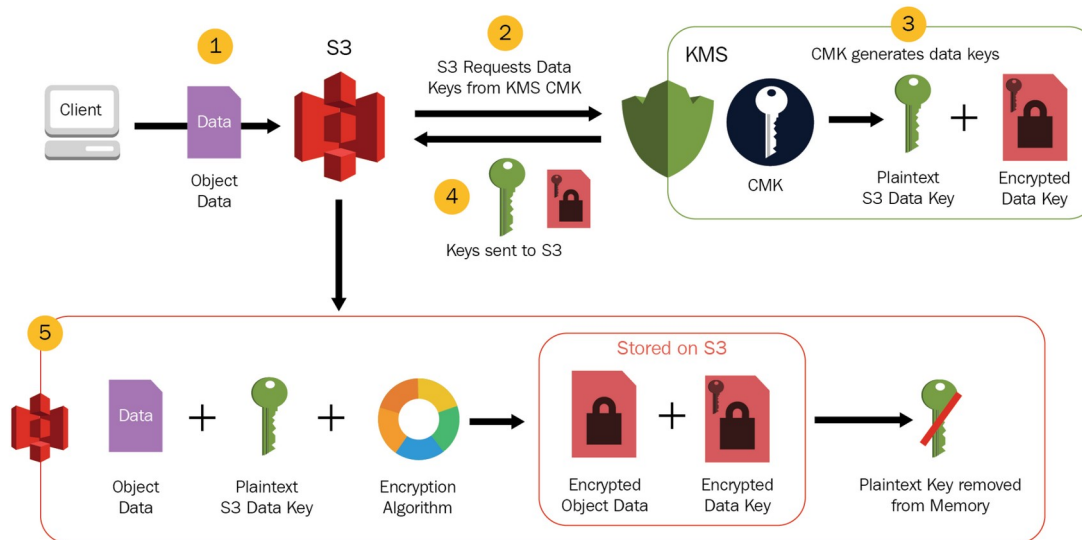 1
S3
2
S3 Requests Data
Keys from KMS CMK
3
KMS
CMK generates data keys
Client
Data
Object
Data
CMK
Plaintext
S3 Data Key
Encrypted
Data Key
4
Keys sent to S3
5
Stored on S3
Data
Object
Data
Plaintext
S3 Data Key
Encryption
Algorithm
Encrypted
Object Data
Encrypted
Data Key
Plaintext Key removed
from Memory